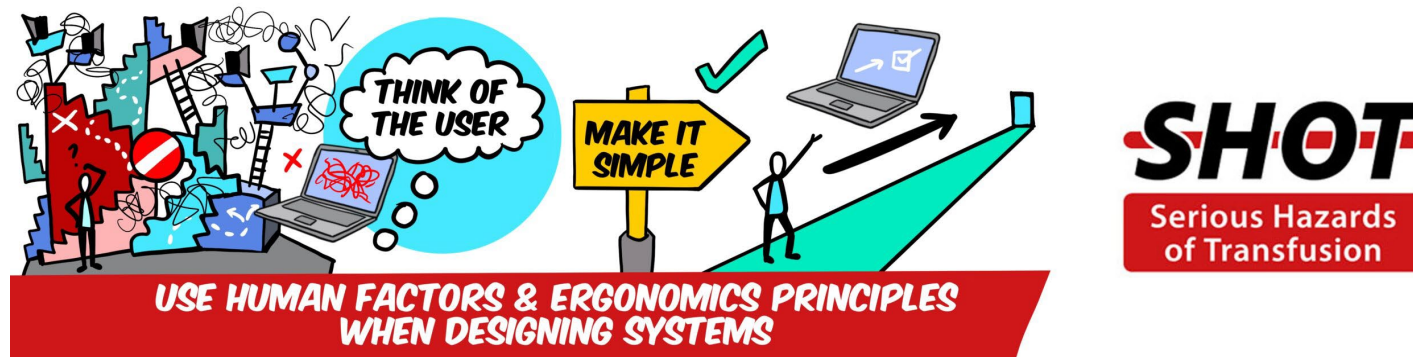 THINK OF
THE USER
MAKE IT
SIMPLE
USE HUMAN FACTORS & ERGONOMICS PRINCIPLES
WHEN DESIGNING SYSTEMS
SHOT
Serious Hazards
of Transfusion